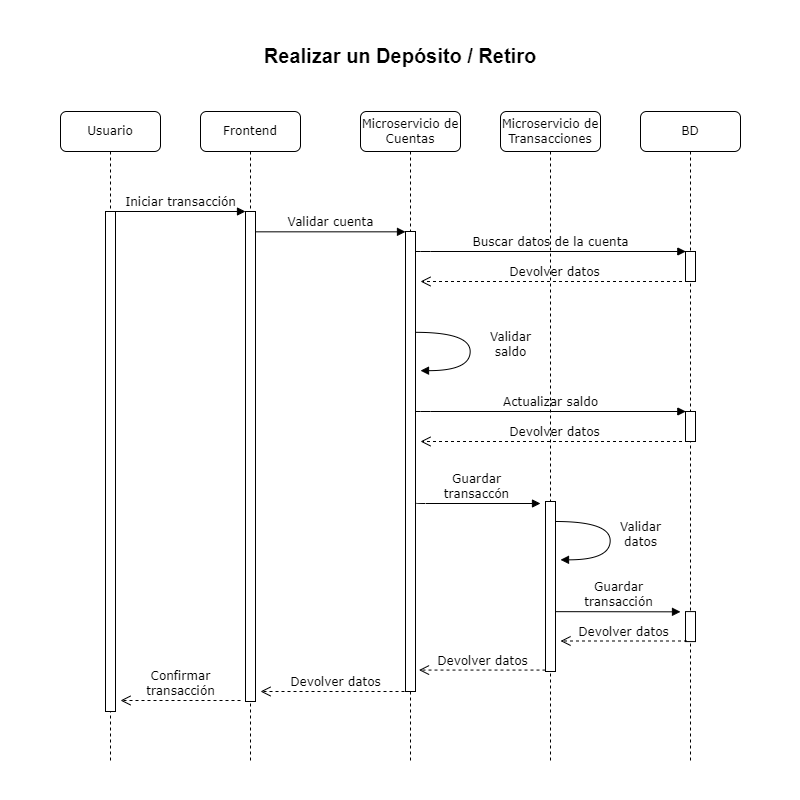 Realizar un Depósito / Retiro
Usuario
Frontend
Microservicio de
Cuentas
Microservicio de
Transacciones
BD
Iniciar transacción
Validar cuenta
Buscar datos de la cuenta
Devolver datos
Validar
saldo
Actualizar saldo
Devolver datos
Guardar
transaccón
Validar
datos
Guardar
transacción
Devolver datos
Devolver datos
Devolver datos
Confirmar
transacción